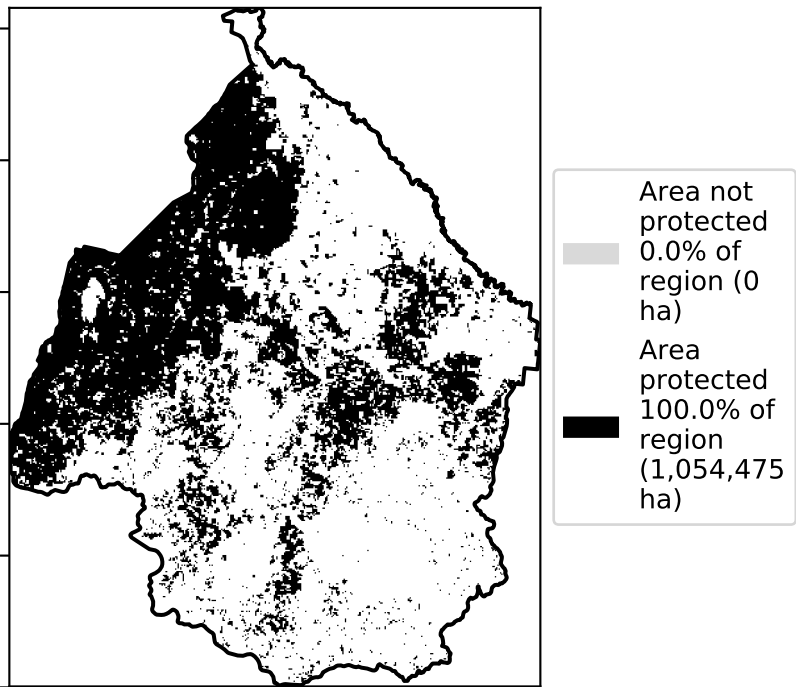 Area not
protected
0.0% of
region (0
ha)
Area
protected
100.0% of
region
(1,054,475
ha)